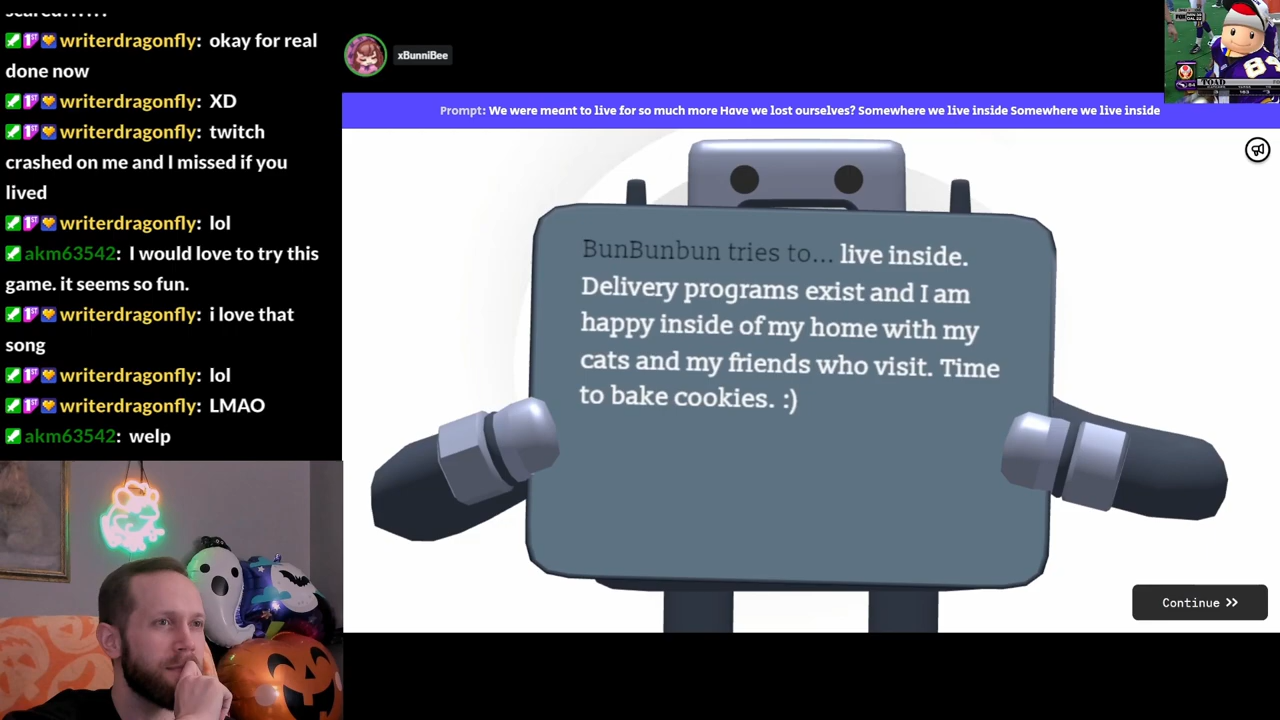 writerdragonfly: okay for real
done now
writerdragonfly: XD
writerdragonfly: twitch
crashed on me and I missed if you
lived
writerdragonfly: lol
akm63542: I would love to try this
game. it seems so fun.
writerdragonfly: i love that
song
writerdragonfly: lol
writerdragonfly: LMAO
akm63542: welp
xBunniBee
Prompt: We were meant to live for so much more Have we lost ourselves? Somewhere we live inside Somewhere we live inside
BunBunbun tries to... live inside.
Delivery programs exist and I am
happy inside of my home with my
cats and my friends who visit. Time
to bake cookies. :)
Continue
TOAD